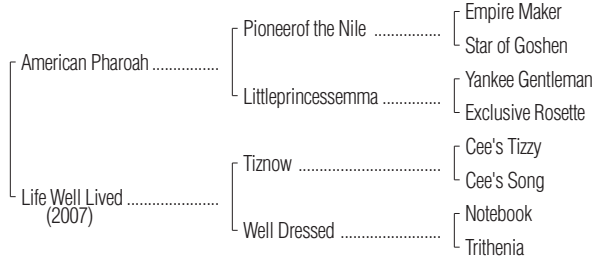 Empire Maker
Pioneerof the Nile ................
Star of Goshen
American Pharoah ................
Yankee Gentleman
Littleprincessemma ..............
Exclusive Rosette
Cee's Tizzy
Tiznow ..................................
Cee's Song
Life Well Lived ......................
(2007)
Notebook
Well Dressed ........................
Trithenia